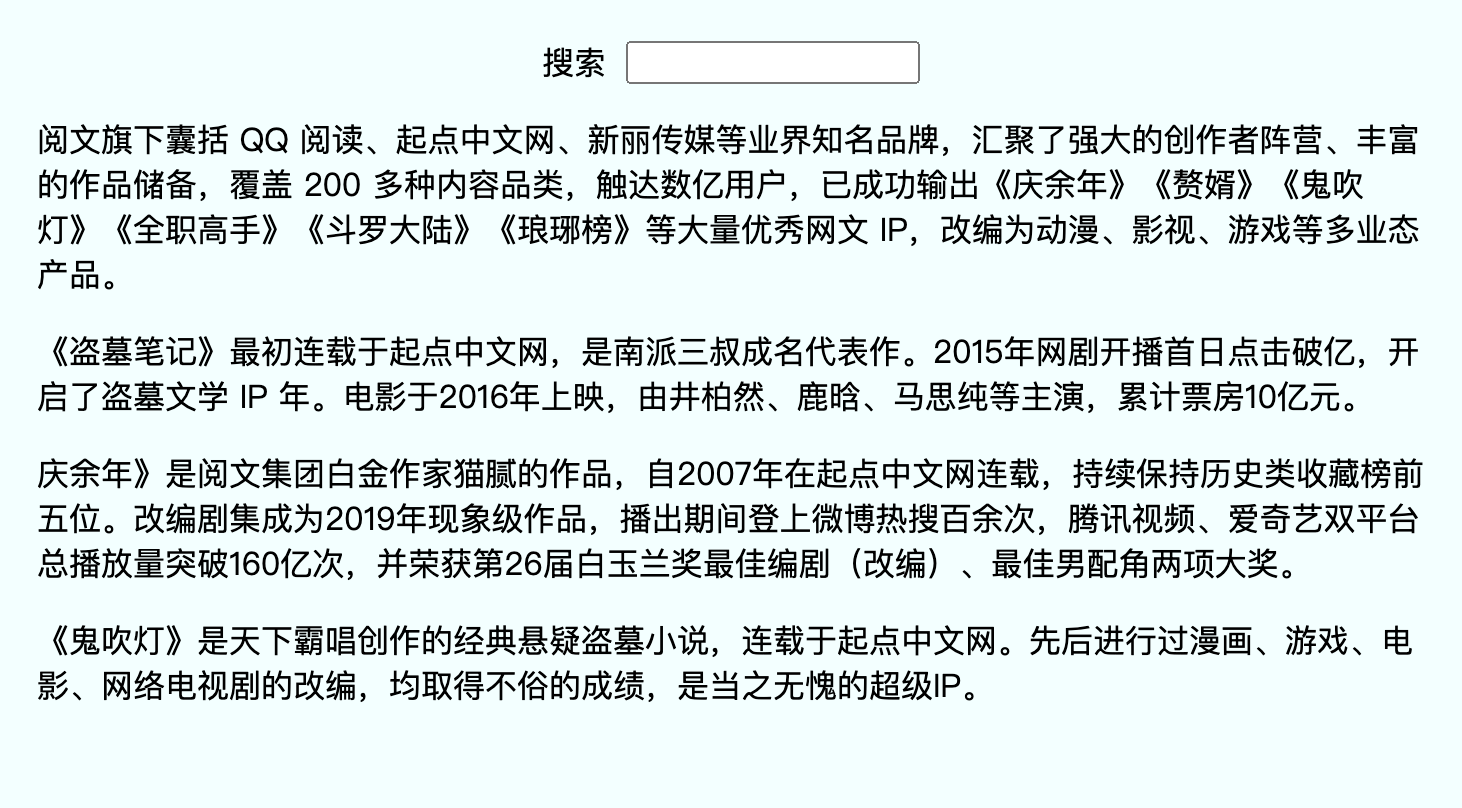 搜索
阅文旗下囊括 QQ 阅读、起点中文网、新丽传媒等业界知名品牌，汇聚了强大的创作者阵营、丰富
的作品储备，覆盖 200 多种内容品类，触达数亿用户，已成功输出《庆余年》《赘婿》《鬼吹
灯》《全职高手》《斗罗大陆》《琅琊榜》等大量优秀网文 IP，改编为动漫、影视、游戏等多业态
产品。
《盗墓笔记》最初连载于起点中文网，是南派三叔成名代表作。2015年网剧开播首日点击破亿，开
启了盗墓文学 IP 年。电影于2016年上映，由井柏然、鹿晗、马思纯等主演，累计票房10亿元。
庆余年》是阅文集团白金作家猫腻的作品，自2007年在起点中文网连载，持续保持历史类收藏榜前
五位。改编剧集成为2019年现象级作品，播出期间登上微博热搜百余次，腾讯视频、爱奇艺双平台
总播放量突破160亿次，并荣获第26届白玉兰奖最佳编剧（改编）、最佳男配角两项大奖。
《鬼吹灯》是天下霸唱创作的经典悬疑盗墓小说，连载于起点中文网。先后进行过漫画、游戏、电
影、网络电视剧的改编，均取得不俗的成绩，是当之无愧的超级IP。